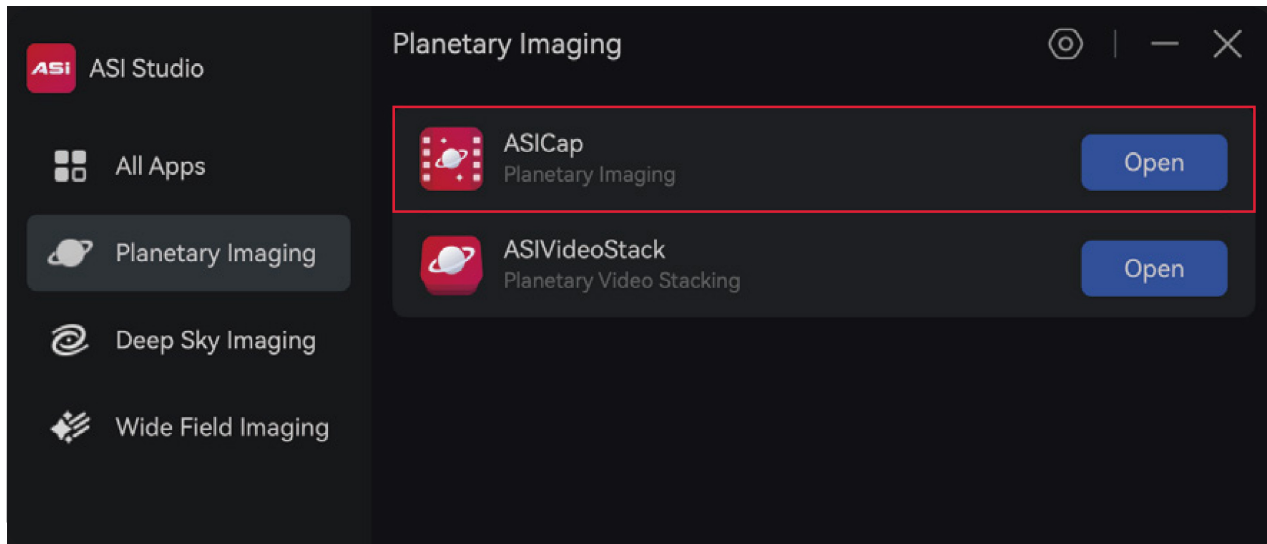 ASI ASI Studio
All Apps
Planetary Imaging
Deep Sky Imaging
Wide Field Imaging
Planetary Imaging
ASICap
Planetary Imaging
Open
ASIVideoStack
Planetary Video Stacking
Open